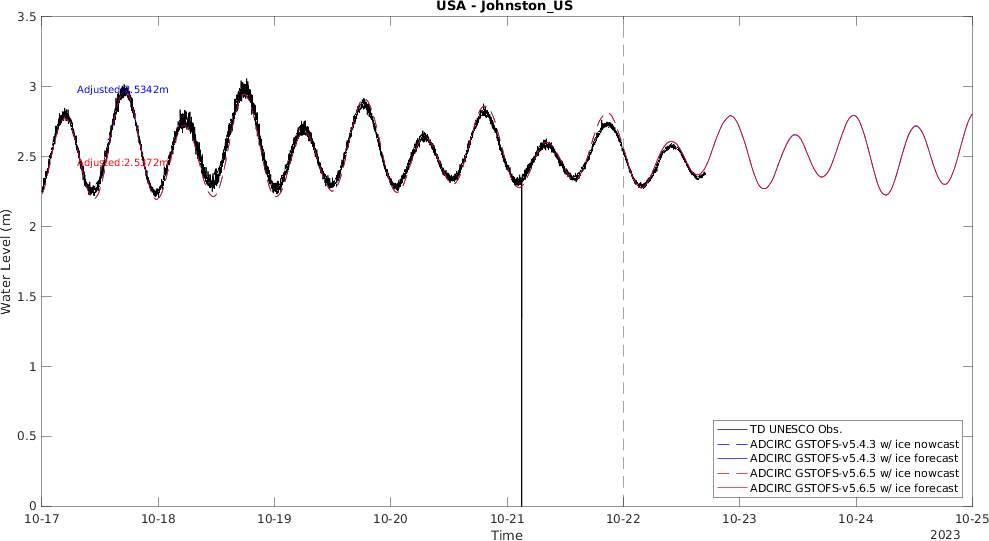 USA - Johnston_US
3.5
3
2.5
2
1.5
1
0.5
0
Water Level (m)
Adjusted:2.5342m
Adjusted:2.5372m
TD UNESCO Obs.
ADCIRC GSTOFS-v5.4.3 w/ ice nowcast
ADCIRC GSTOFS-v5.4.3 w/ ice forecast
ADCIRC GSTOFS-v5.6.5 w/ ice nowcast
ADCIRC GSTOFS-v5.6.5 w/ ice forecast
10-17 10-18 10-19 10-20 10-21 10-22 10-23 10-24 10-25
Time
2023